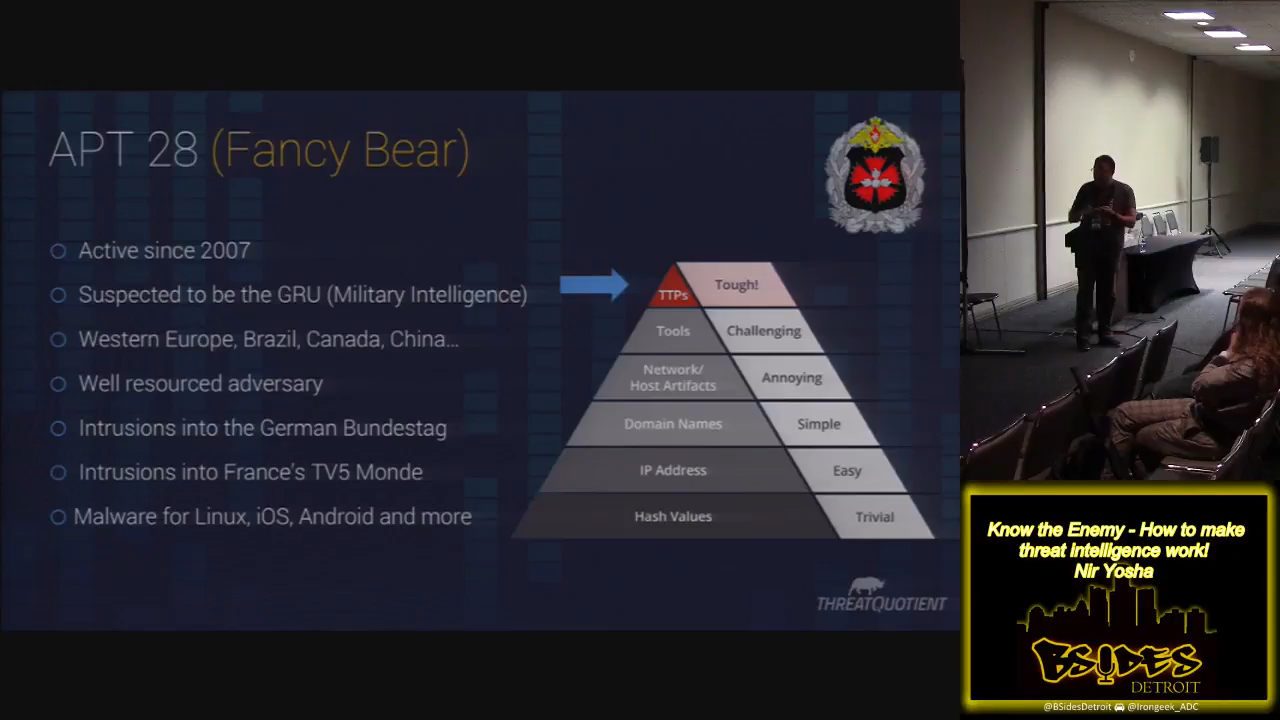 APT 28 (Fancy Bear)
Active since 2007
Suspected to be the GRU (Military Intelligence)
Western Europe, Brazil, Canada, China...
Well resourced adversary
Intrusions into the German Bundestag
Intrusions into France's TV5 Monde
Malware for Linux, iOS, Android and more
TTPs Tough!
Tools Challenging
Network/
Host Artifacts Annoying
Domain Names Simple
IP Address Easy
Hash Values Trivial
THREATQUOTIENT
Know the Enemy - How to make
threat intelligence work!
Nir Yosha
BSIDES
DETROIT
@BSidesDetroit @Irongeek_ADC